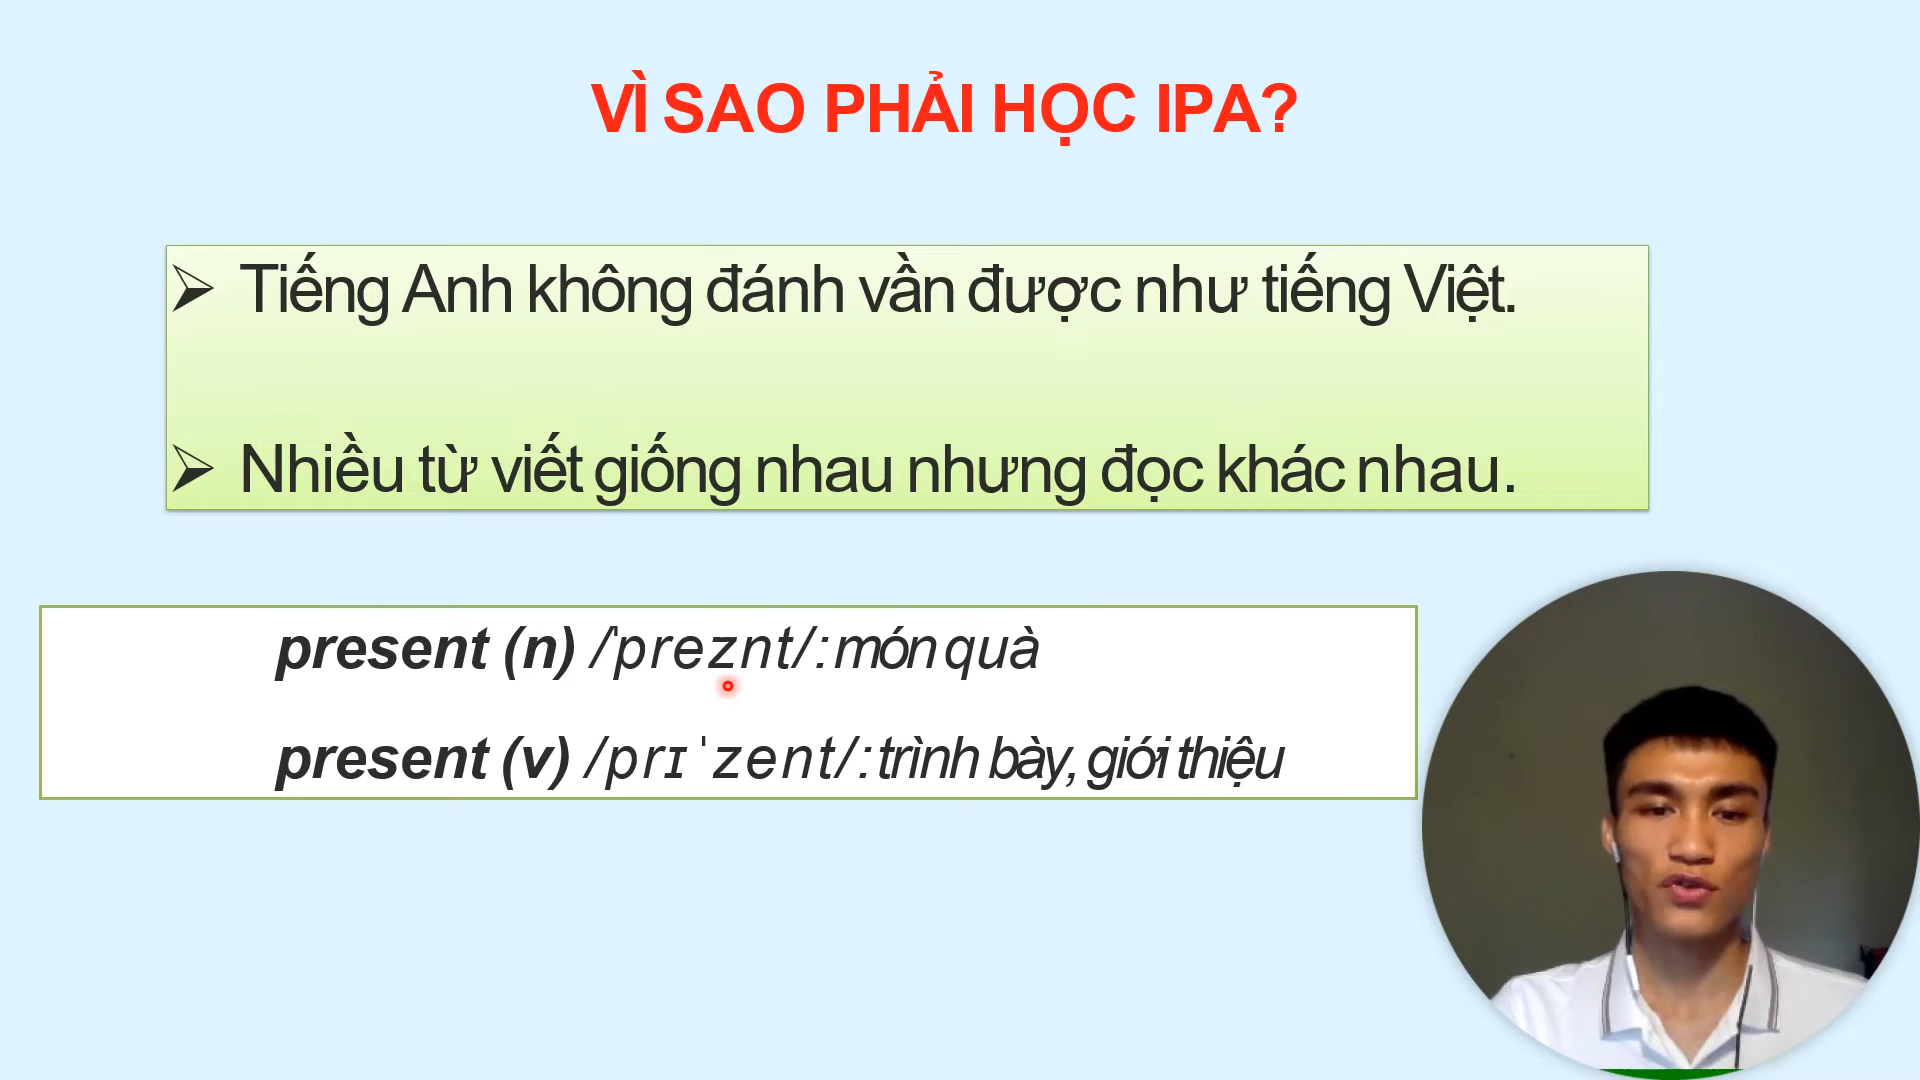 VÌ SAO PHẢI HỌC IPA?
➢ Tiếng Anh không đánh vần được như tiếng Việt.
➢ Nhiều từ viết giống nhau nhưng đọc khác nhau.
present (n) /ˈpreznt/: món quà
present (v) /prɪˈzent/: trình bày, giới thiệu